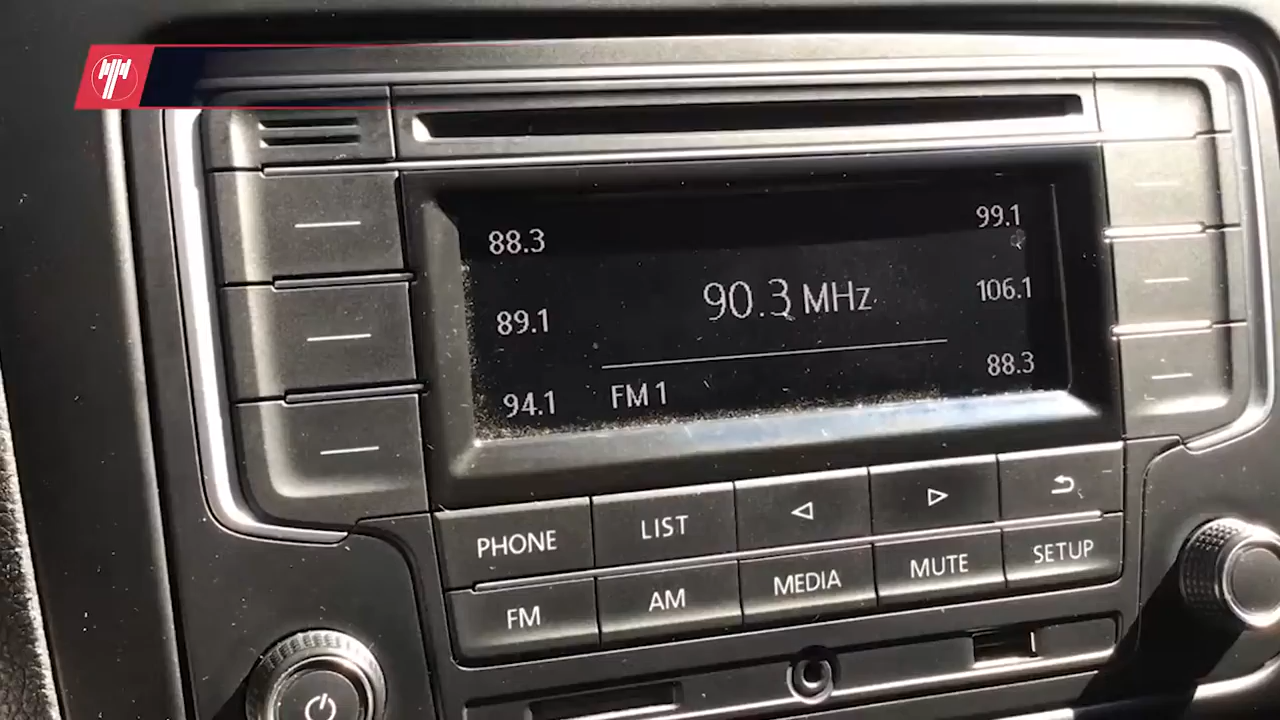 88.3
99.1
90.3 MHz
106.1
89.1
88.3
94.1
FM 1
PHONE
LIST
FM
AM
MEDIA
MUTE
SETUP